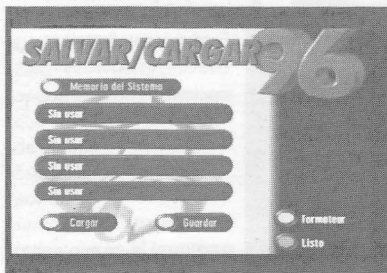 SALVAR/CARGAR 96
Memoria del Sistema
Sin usar
Sin usar
Sin usar
Sin usar
Cargar Guardar
Formatear
Listo